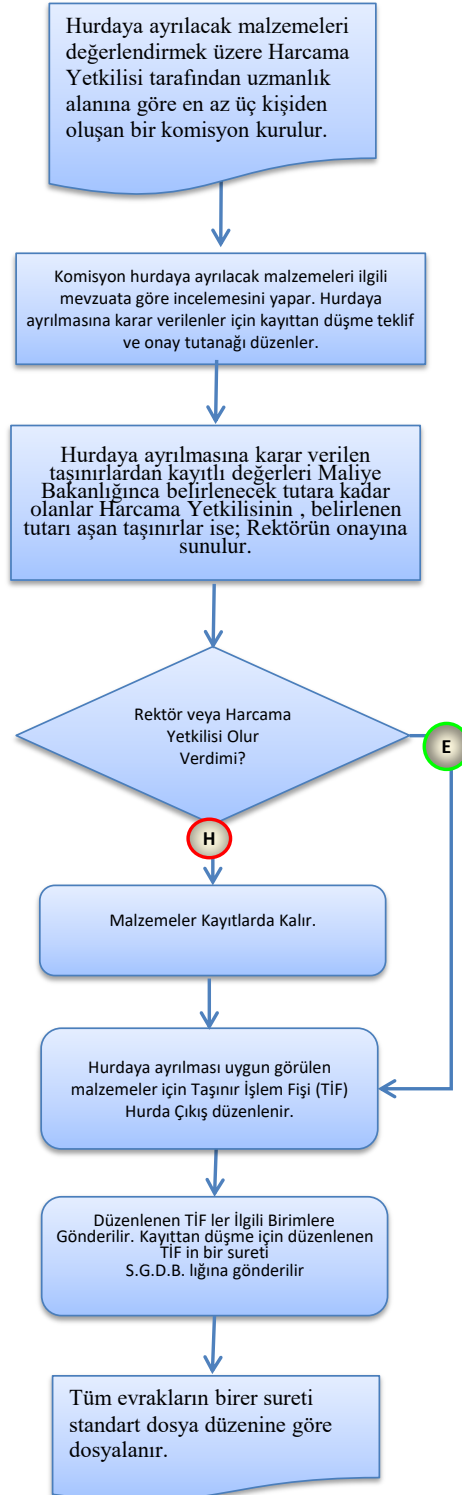 Hurdaya ayrılacak malzemeleri
değerlendirmek üzere Harcama
Yetkilisi tarafından uzmanlık
alanına göre en az üç kişiden
oluşan bir komisyon kurulur.
Komisyon hurdaya ayrılacak malzemeleri ilgili
mevzuata göre incelemesini yapar. Hurdaya
ayrılmasına karar verilenler için kayıttan düşme teklif
ve onay tutanağı düzenler.
Hurdaya ayrılmasına karar verilen
taşınırlardan kayıtlı değerleri Maliye
Bakanlığınca belirlenecek tutara kadar
olanlar Harcama Yetkilisinin , belirlenen
tutarı aşan taşınırlar ise; Rektörün onayına
sunulur.
Rektör veya Harcama
Yetkilisi Olur
Verdimi?
E
H
Malzemeler Kayıtlarda Kalır.
Hurdaya ayrılması uygun görülen
malzemeler için Taşınır İşlem Fişi (TİF)
Hurda Çıkış düzenlenir.
Düzenlenen TİF ler İlgili Birimlere
Gönderilir. Kayıttan düşme için düzenlenen
TİF in bir sureti
S.G.D.B. lığına gönderilir
Tüm evrakların birer sureti
standart dosya düzenine göre
dosyalanır.